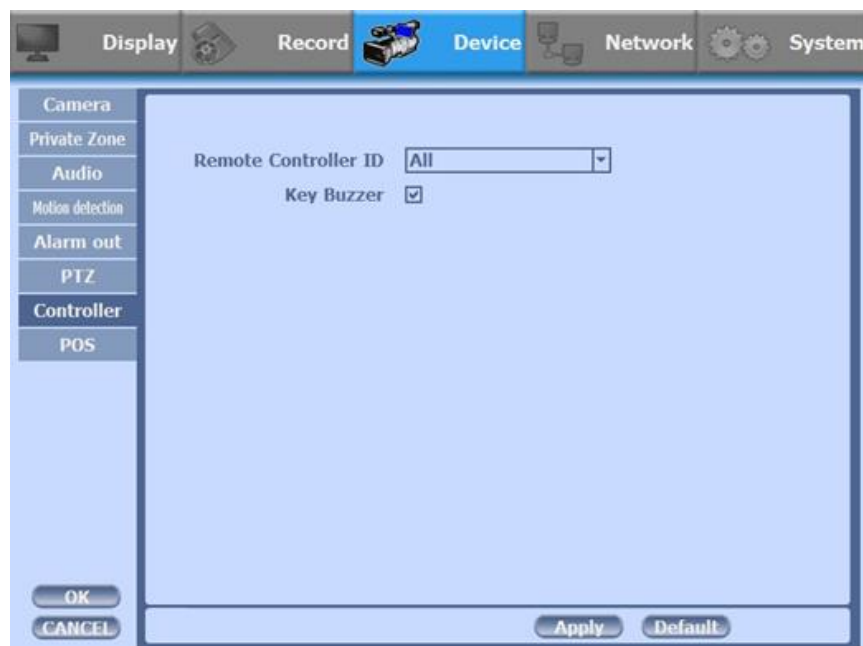 Display Record Device Network System
Camera
Private Zone
Audio
Motion detection
Alarm out
PTZ
Controller
POS
Remote Controller ID All
Key Buzzer
OK
CANCEL
Apply Default